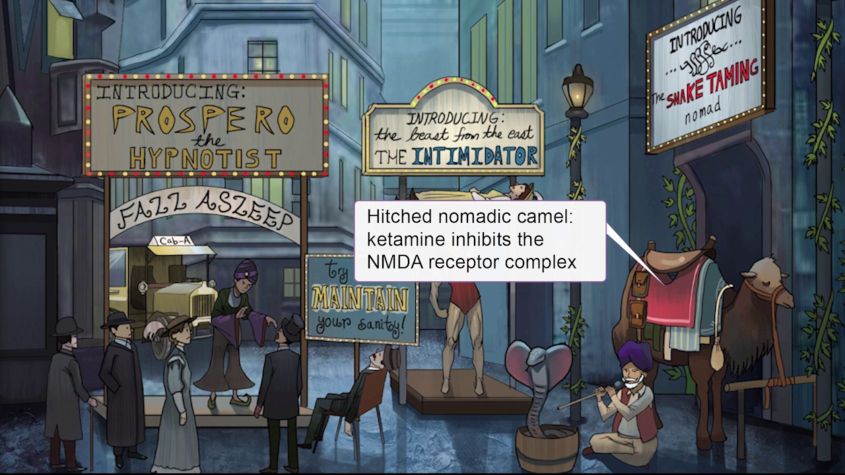 INTRODUCING:
PROSPERO
the
HYPNOTIST
FAZZ ASZEEP
Cab-A
INTRODUCING:
the beast from the east
THE INTIMIDATOR
INTRODUCING
The SNAKE TAMING
nomad
Hitched nomadic camel:
ketamine inhibits the
NMDA receptor complex
try
MAINTAIN
your sanity!